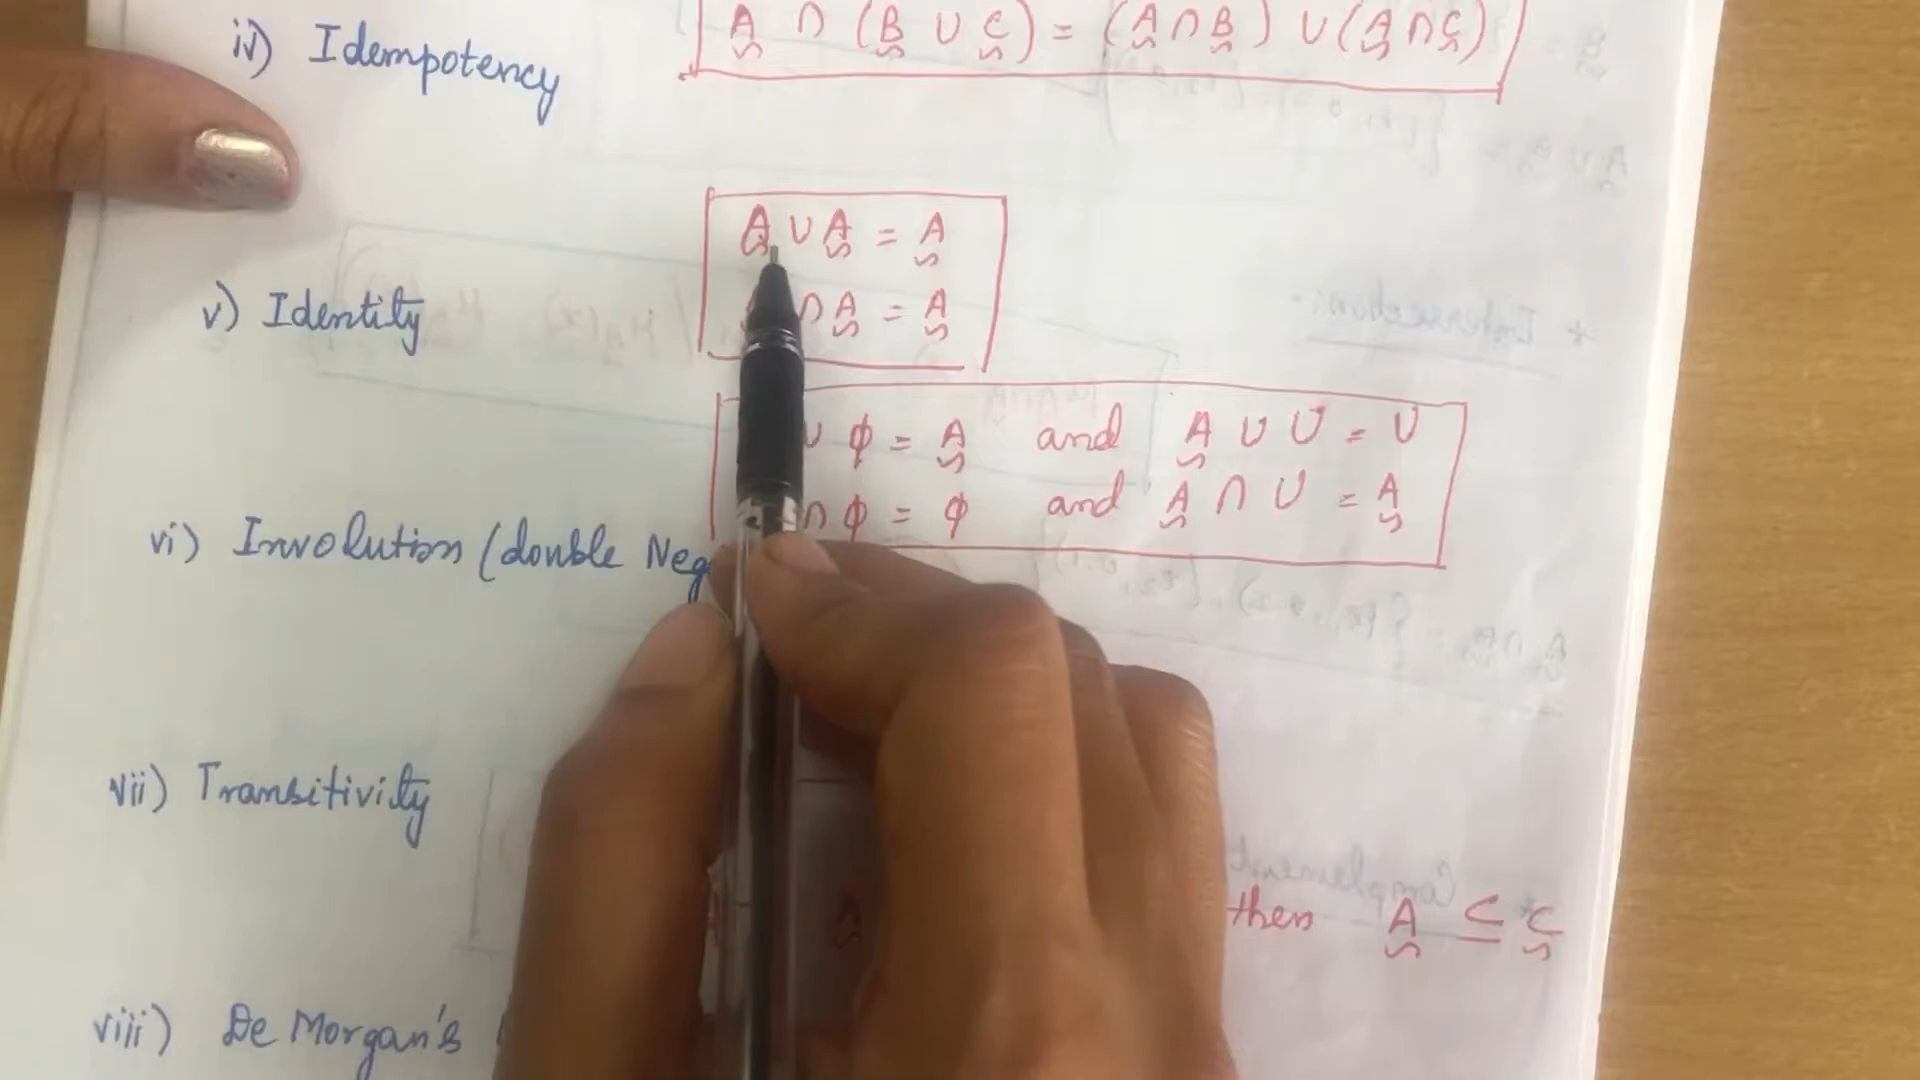 A̰ ∩ (B̰ ∪ C̰) = (A̰ ∩ B̰) ∪ (A̰ ∩ C̰)
iv) Idempotency
A̰ ∪ A̰ = A̰
∩ A̰ = A̰
v) Identity
∪ ϕ = A̰ and A̰ ∪ U = U
∩ ϕ = ϕ and A̰ ∩ U = A̰
vi) Involution (double Neg
vii) Transitivity
then A̰ ⊆ C̰
viii) De Morgan's